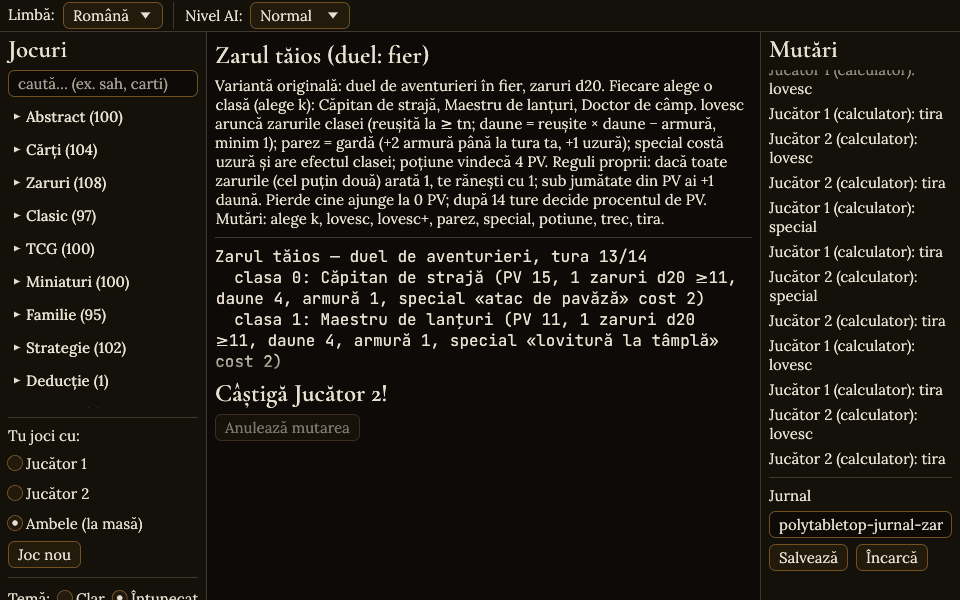 Limbă: Română ▼ Nivel AI: Normal ▼
Jocuri
caută... (ex. sah, carti)
▸ Abstract (100)
▸ Cărți (104)
▸ Zaruri (108)
▸ Clasic (97)
▸ TCG (100)
▸ Miniaturi (100)
▸ Familie (95)
▸ Strategie (102)
▸ Deducție (1)
Tu joci cu:
Jucător 1
Jucător 2
Ambele (la masă)
Joc nou
Temă: Clar Întunecat
Zarul tăios (duel: fier)
Variantă originală: duel de aventurieri în fier, zaruri d20. Fiecare alege o
clasă (alege k): Căpitan de strajă, Maestru de lanțuri, Doctor de câmp. lovesc
aruncă zarurile clasei (reușită la ≥ tn; daune = reușite × daune − armură,
minim 1); parez = gardă (+2 armură până la tura ta, +1 uzură); special costă
uzură și are efectul clasei; poțiune vindecă 4 PV. Reguli proprii: dacă toate
zarurile (cel puțin două) arată 1, te rănești cu 1; sub jumătate din PV ai +1
daună. Pierde cine ajunge la 0 PV; după 14 ture decide procentul de PV.
Mutări: alege k, lovesc, lovesc+, parez, special, potiune, trec, tira.
Zarul tăios — duel de aventurieri, tura 13/14
clasa 0: Căpitan de strajă (PV 15, 1 zaruri d20 ≥11,
daune 4, armură 1, special «atac de pavăză» cost 2)
clasa 1: Maestru de lanțuri (PV 11, 1 zaruri d20
≥11, daune 4, armură 1, special «lovitură la tâmplă»
cost 2)
Câștigă Jucător 2!
Anulează mutarea
Mutări
Jucător 1 (calculator):
lovesc
Jucător 1 (calculator): tira
Jucător 2 (calculator):
lovesc
Jucător 2 (calculator): tira
Jucător 1 (calculator):
special
Jucător 1 (calculator): tira
Jucător 2 (calculator):
special
Jucător 2 (calculator): tira
Jucător 1 (calculator):
lovesc
Jucător 1 (calculator): tira
Jucător 2 (calculator):
lovesc
Jucător 2 (calculator): tira
Jurnal
polytabletop-jurnal-zar
Salvează Încarcă